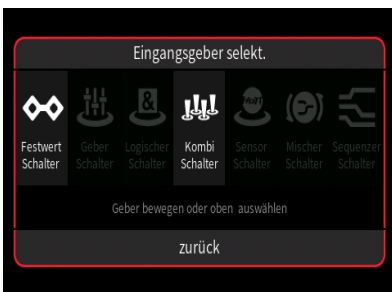 Eingangsgeber selekt.
&
NOT
Festwert Geber Logischer Kombi Sensor Mischer Sequenzer
Schalter Schalter Schalter Schalter Schalter Schalter Schalter
Geber bewegen oder oben auswählen
zurück